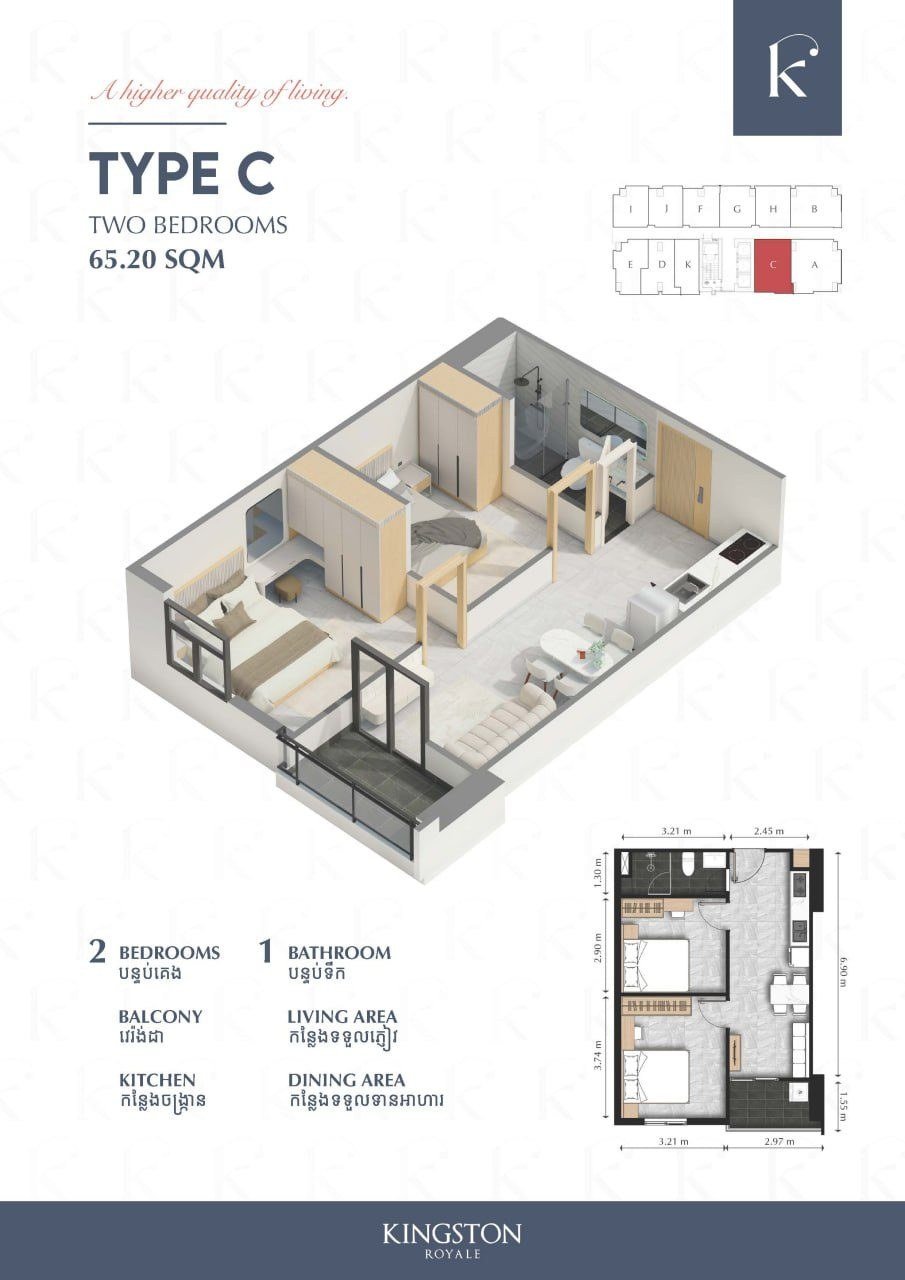 A higher quality of living.
k
TYPE C
TWO BEDROOMS
65.20 SQM
I J F G H B
E D K C A
3.21 m 2.45 m
1.30 m
2.90 m
3.74 m
6.90 m
1.55 m
3.21 m 2.97 m
2 BEDROOMS
បន្ទប់គេង
1 BATHROOM
បន្ទប់ទឹក
BALCONY
វេរ៉ង់ដា
LIVING AREA
កន្លែងទទួលភ្ញៀវ
KITCHEN
កន្លែងចង្ក្រាន
DINING AREA
កន្លែងទទួលទានអាហារ
KINGSTON
ROYALE